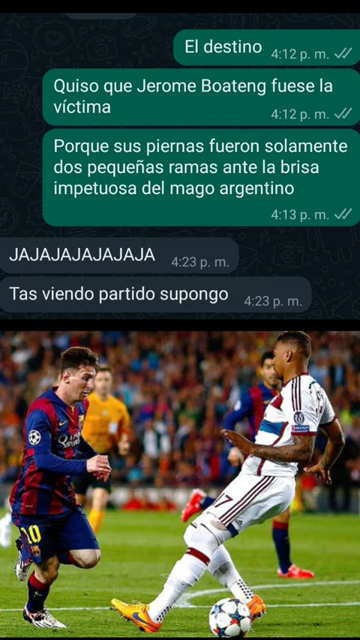 El destino
4:12 p. m.
Quiso que Jerome Boateng fuese la
víctima
4:12 p. m.
Porque sus piernas fueron solamente
dos pequeñas ramas ante la brisa
impetuosa del mago argentino
4:13 p. m.
JAJAJAJAJAJAJA
4:23 p. m.
Tas viendo partido supongo
4:23 p. m.
10
17